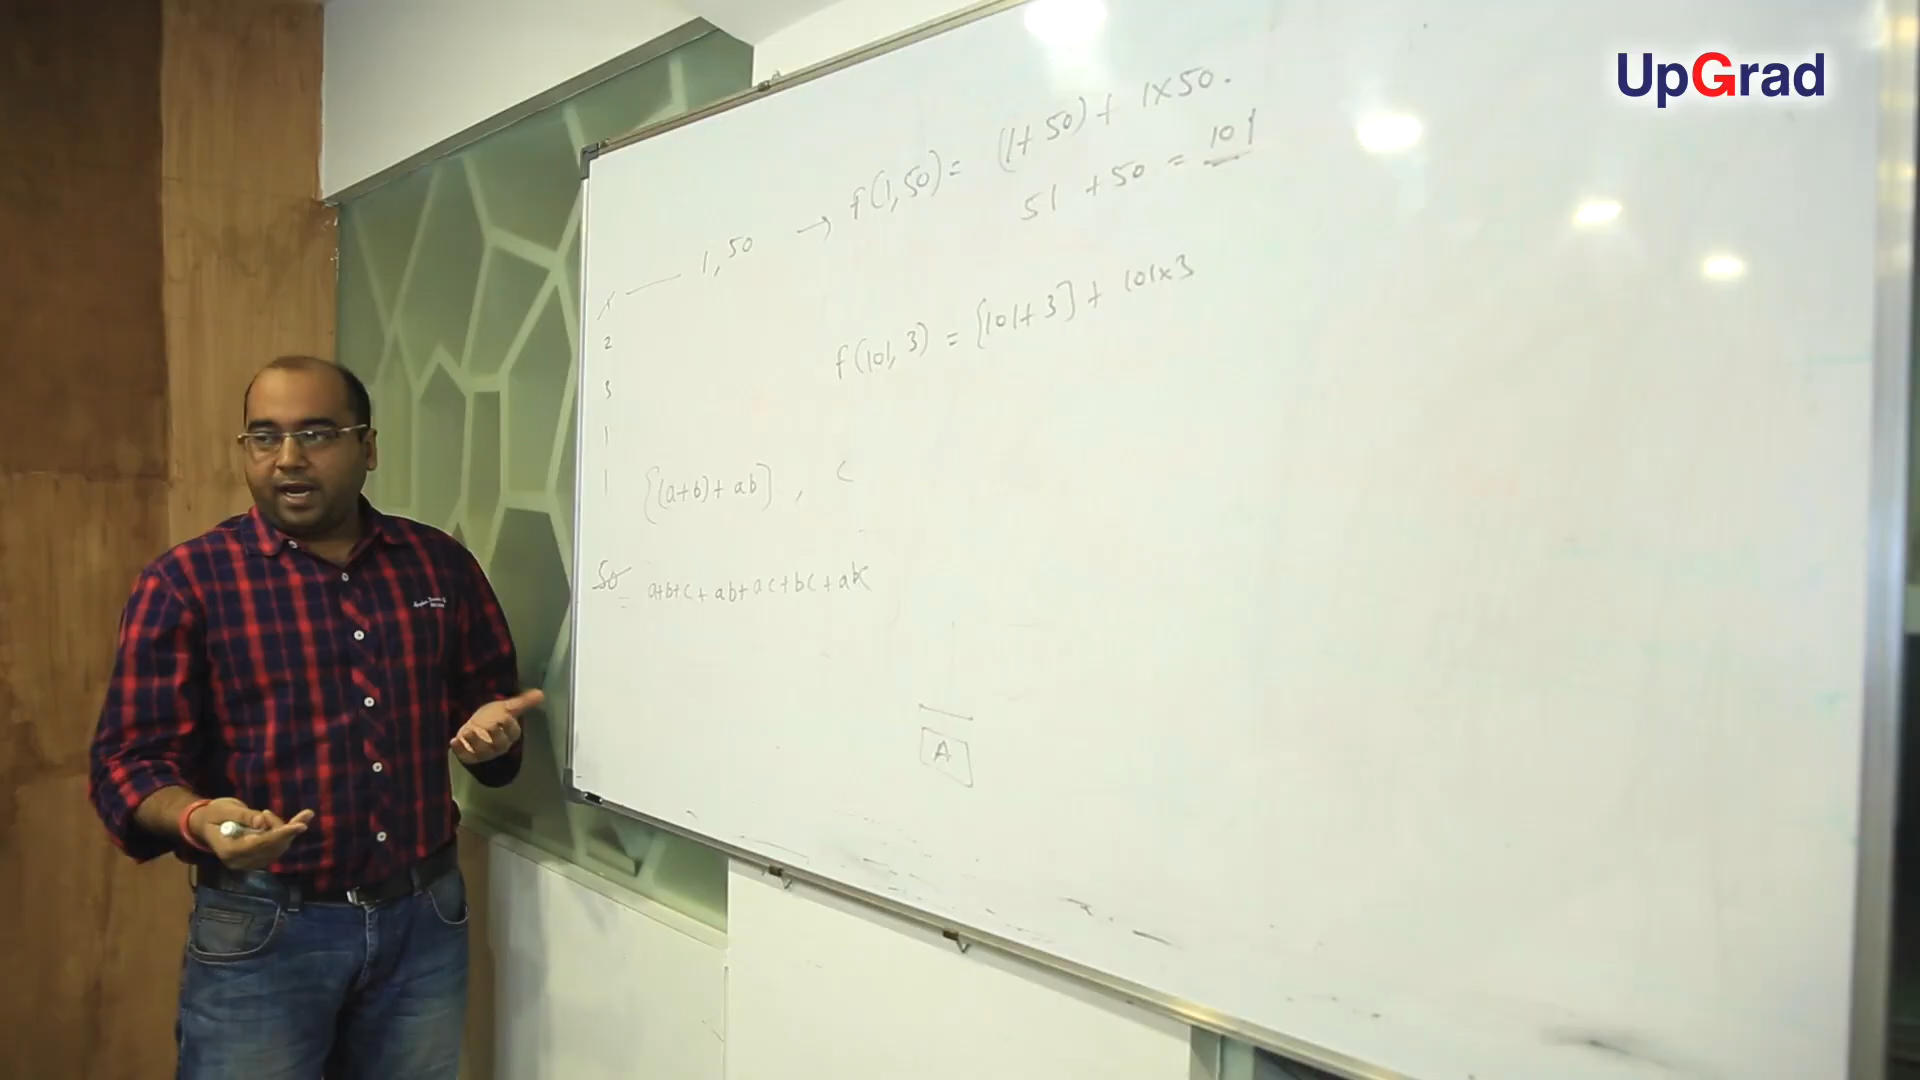 UpGrad
1, 50 → f(1,50) = (1+50) + 1×50.
51 + 50 = 101
1
2
3
1
1
50
f(101, 3) = [101+3] + 101×3
[(a+b)+ab], c
a+b+c+ab+ac+bc+abc
A